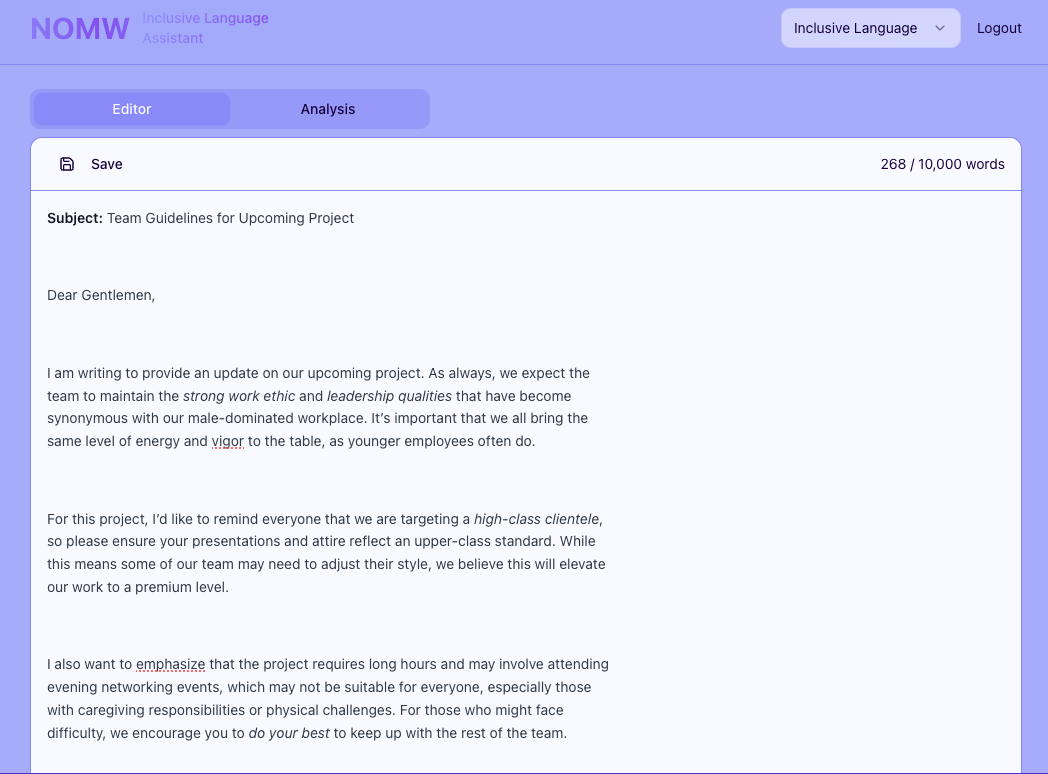 NOMW
Inclusive Language
Assistant
Inclusive Language
Logout
Editor
Analysis
Save
268 / 10,000 words
Subject: Team Guidelines for Upcoming Project
Dear Gentlemen,
I am writing to provide an update on our upcoming project. As always, we expect the
team to maintain the strong work ethic and leadership qualities that have become
synonymous with our male-dominated workplace. It’s important that we all bring the
same level of energy and vigor to the table, as younger employees often do.
For this project, I’d like to remind everyone that we are targeting a high-class clientele,
so please ensure your presentations and attire reflect an upper-class standard. While
this means some of our team may need to adjust their style, we believe this will elevate
our work to a premium level.
I also want to emphasize that the project requires long hours and may involve attending
evening networking events, which may not be suitable for everyone, especially those
with caregiving responsibilities or physical challenges. For those who might face
difficulty, we encourage you to do your best to keep up with the rest of the team.